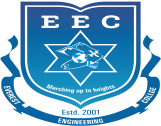 EEC
Marching up to heights
Estd. 2001
EVEREST
ENGINEERING
COLLEGE